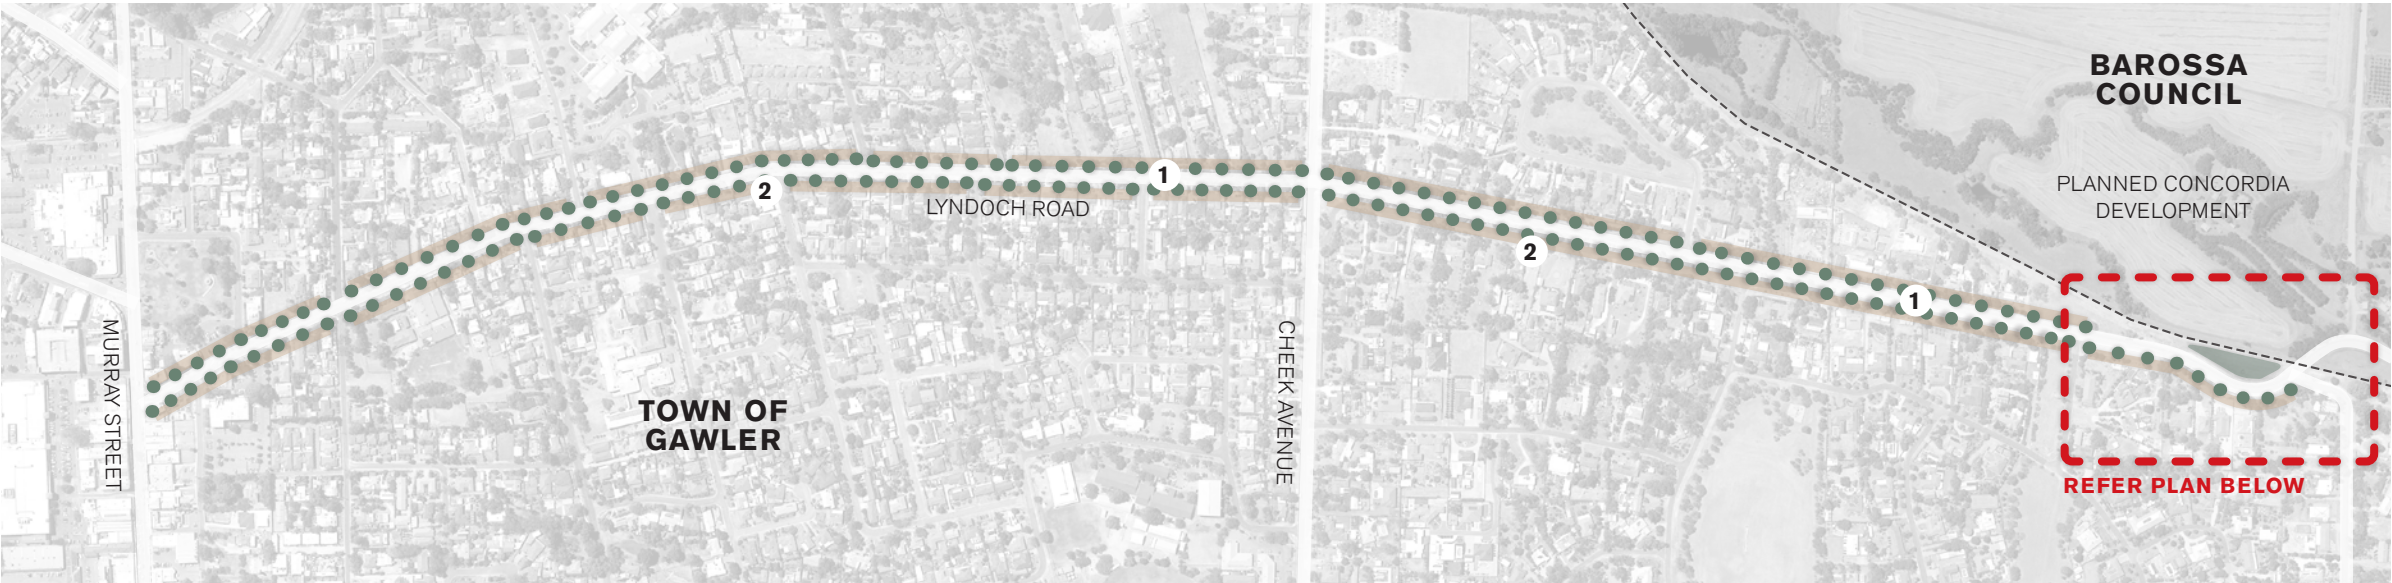 BAROSSA
COUNCIL
PLANNED CONCORDIA
DEVELOPMENT
1
2
LYNDOCH ROAD
2
1
MURRAY STREET
CHEEK AVENUE
TOWN OF
GAWLER
REFER PLAN BELOW